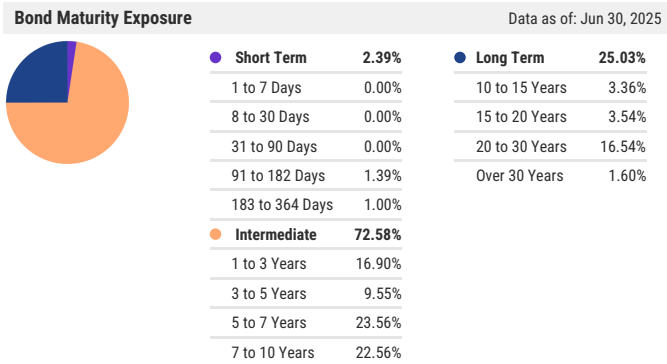 Bond Maturity Exposure
Data as of: Jun 30, 2025
Short Term 2.39%
1 to 7 Days 0.00%
8 to 30 Days 0.00%
31 to 90 Days 0.00%
91 to 182 Days 1.39%
183 to 364 Days 1.00%
Intermediate 72.58%
1 to 3 Years 16.90%
3 to 5 Years 9.55%
5 to 7 Years 23.56%
7 to 10 Years 22.56%
Long Term 25.03%
10 to 15 Years 3.36%
15 to 20 Years 3.54%
20 to 30 Years 16.54%
Over 30 Years 1.60%